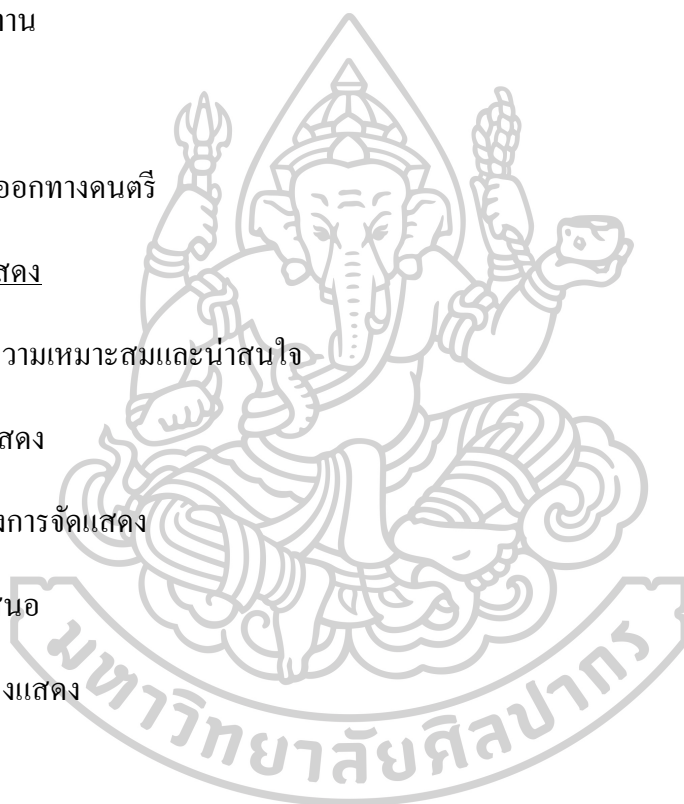 ออกทางดนตรี
สดง
วามเหมาะสมและน่าสนใจ
สดง
งการจัดแสดง
สนอ
งแสดง
มหาวิทยาลัยศิลปากร